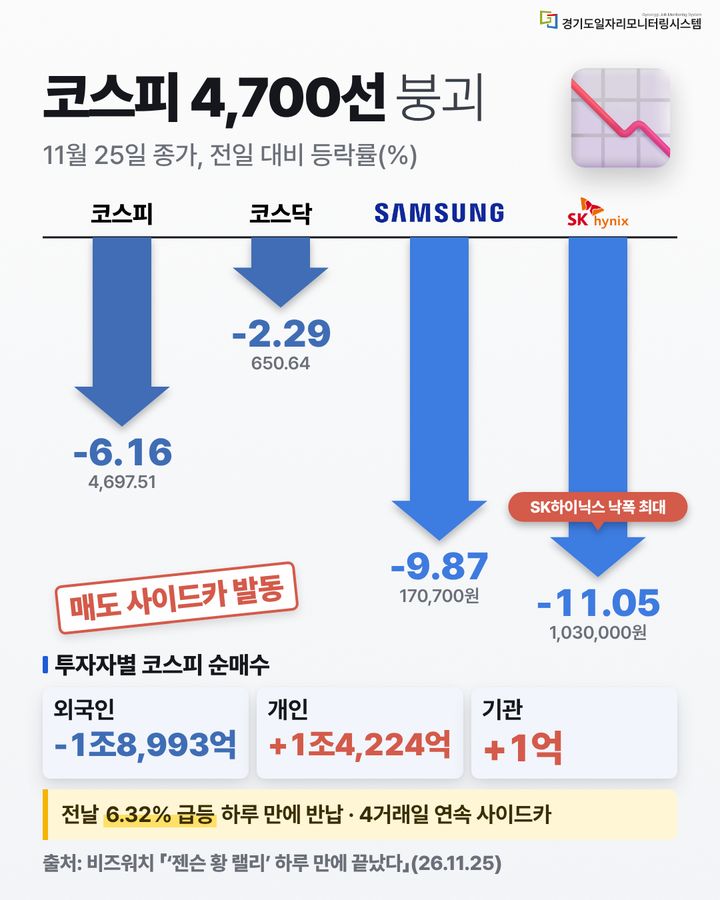 경기도일자리모니터링시스템
코스피 4,700선 붕괴
11월 25일 종가, 전일 대비 등락률(%)
코스피
코스닥
SAMSUNG
SK hynix
-6.16
4,697.51
-2.29
650.64
-9.87
170,700원
SK하이닉스 낙폭 최대
-11.05
1,030,000원
매도 사이드카 발동
투자자별 코스피 순매수
외국인
-1조8,993억
개인
+1조4,224억
기관
+1억
전날 6.32% 급등 하루 만에 반납 · 4거래일 연속 사이드카
출처: 비즈워치 『‘젠슨 황 랠리’ 하루 만에 끝났다』(26.11.25)